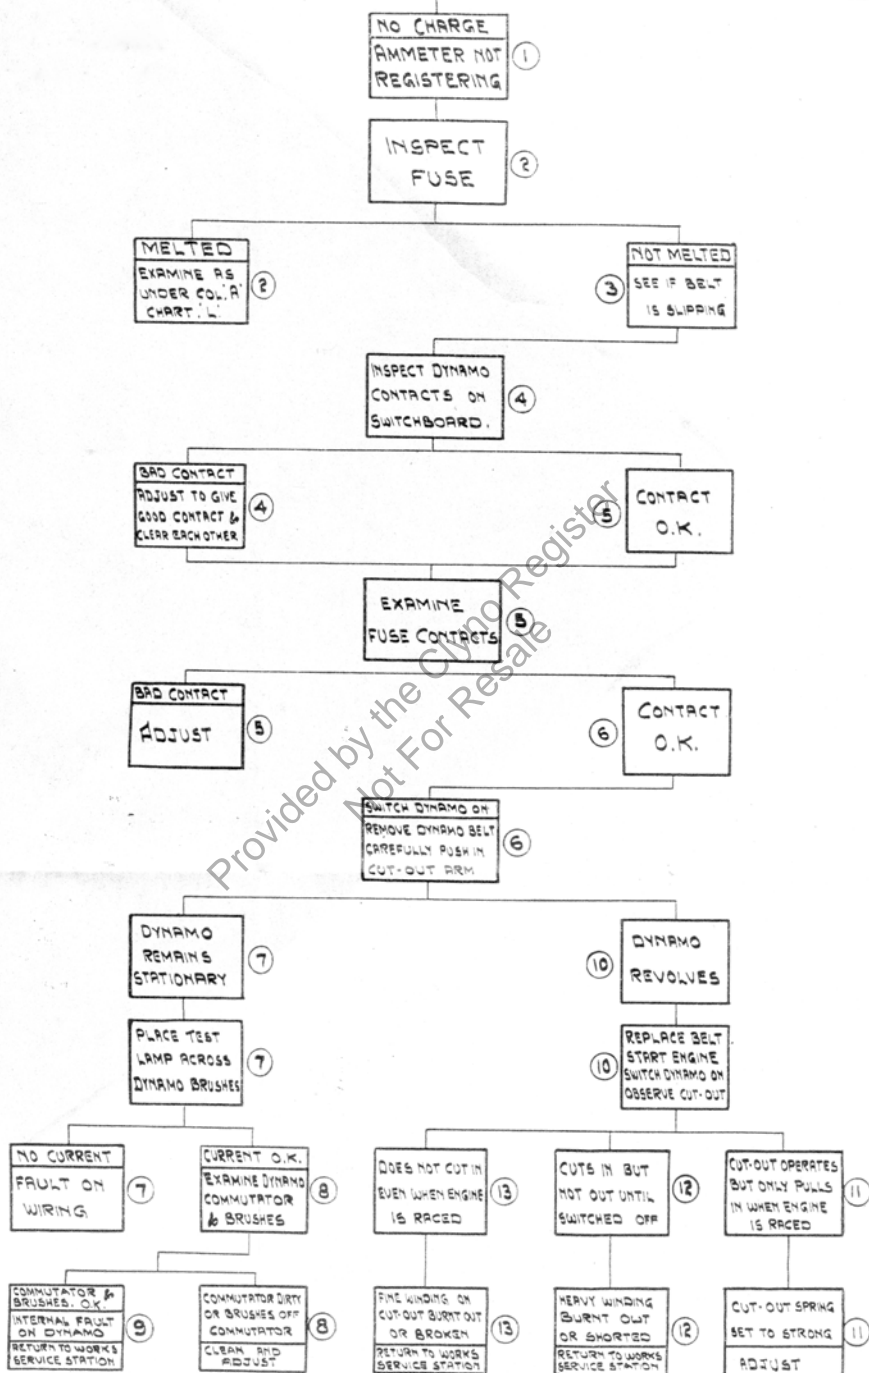 NO CHARGE
AMMETER NOT
REGISTERING
1
INSPECT
FUSE
2
MELTED
EXAMINE AS
UNDER COL. 'A'
CHART. 'L'.
2
NOT MELTED
SEE IF BELT
IS SLIPPING
3
INSPECT DYNAMO
CONTACTS ON
SWITCHBOARD.
4
BAD CONTACT
ADJUST TO GIVE
GOOD CONTACT &
CLEAR EACH OTHER
4
CONTACT
O.K.
5
EXAMINE
FUSE CONTACTS
5
BAD CONTACT
ADJUST
5
CONTACT
O.K.
6
SWITCH DYNAMO ON
REMOVE DYNAMO BELT
CAREFULLY PUSH IN
CUT-OUT ARM
6
DYNAMO
REMAINS
STATIONARY
7
DYNAMO
REVOLVES
10
PLACE TEST
LAMP ACROSS
DYNAMO BRUSHES
7
REPLACE BELT
START ENGINE
SWITCH DYNAMO ON
OBSERVE CUT-OUT
10
NO CURRENT
FAULT ON
WIRING
7
CURRENT O.K.
EXAMINE DYNAMO
COMMUTATOR
& BRUSHES
8
DOES NOT CUT IN
EVEN WHEN ENGINE
IS RACED
13
CUTS IN BUT
NOT OUT UNTIL
SWITCHED OFF
12
CUT-OUT OPERATES
BUT ONLY PULLS
IN WHEN ENGINE
IS RACED
11
COMMUTATOR &
BRUSHES. O.K.
INTERNAL FAULT
ON DYNAMO
RETURN TO WORKS
SERVICE STATION
9
COMMUTATOR DIRTY
OR BRUSHES OFF
COMMUTATOR
CLEAN AND
ADJUST
8
FINE WINDING ON
CUT-OUT BURNT OUT
OR BROKEN
RETURN TO WORKS
SERVICE STATION
13
HEAVY WINDING
BURNT OUT
OR SHORTED
RETURN TO WORKS
SERVICE STATION
12
CUT-OUT SPRING
SET TO STRONG
ADJUST
11
Provided by the Clyno Register
Not For Resale